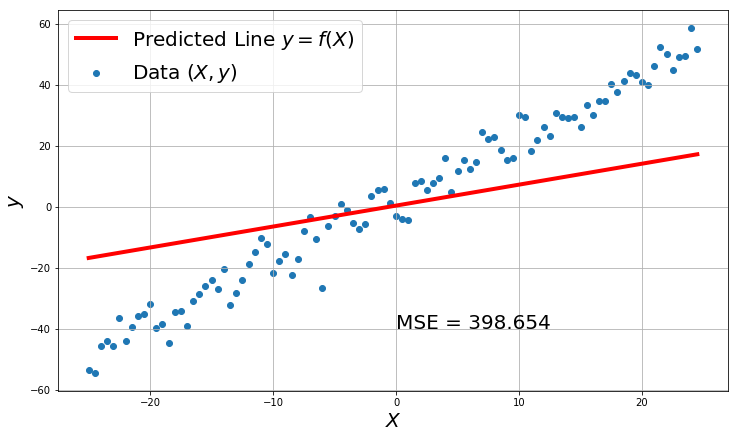 Predicted Line y = f(X)
Data (X, y)
60
40
20
0
−20
−40
−60
y
MSE = 398.654
−20
−10
0
10
20
X